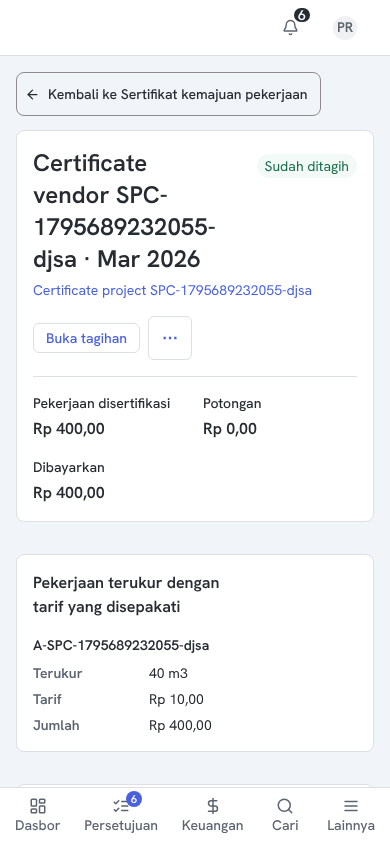 6
PR
Kembali ke Sertifikat kemajuan pekerjaan
Certificate
vendor SPC-
1795689232055-
djsa · Mar 2026
Sudah ditagih
Certificate project SPC-1795689232055-djsa
Buka tagihan
Pekerjaan disertifikasi
Potongan
Rp 400,00
Rp 0,00
Dibayarkan
Rp 400,00
Pekerjaan terukur dengan
tarif yang disepakati
A-SPC-1795689232055-djsa
Terukur 40 m3
Tarif Rp 10,00
Jumlah Rp 400,00
6
Dasbor Persetujuan Keuangan Cari Lainnya